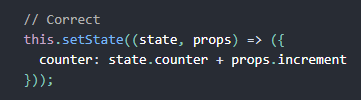 // Correct
this.setState((state, props) => ({
  counter: state.counter + props.increment
}));